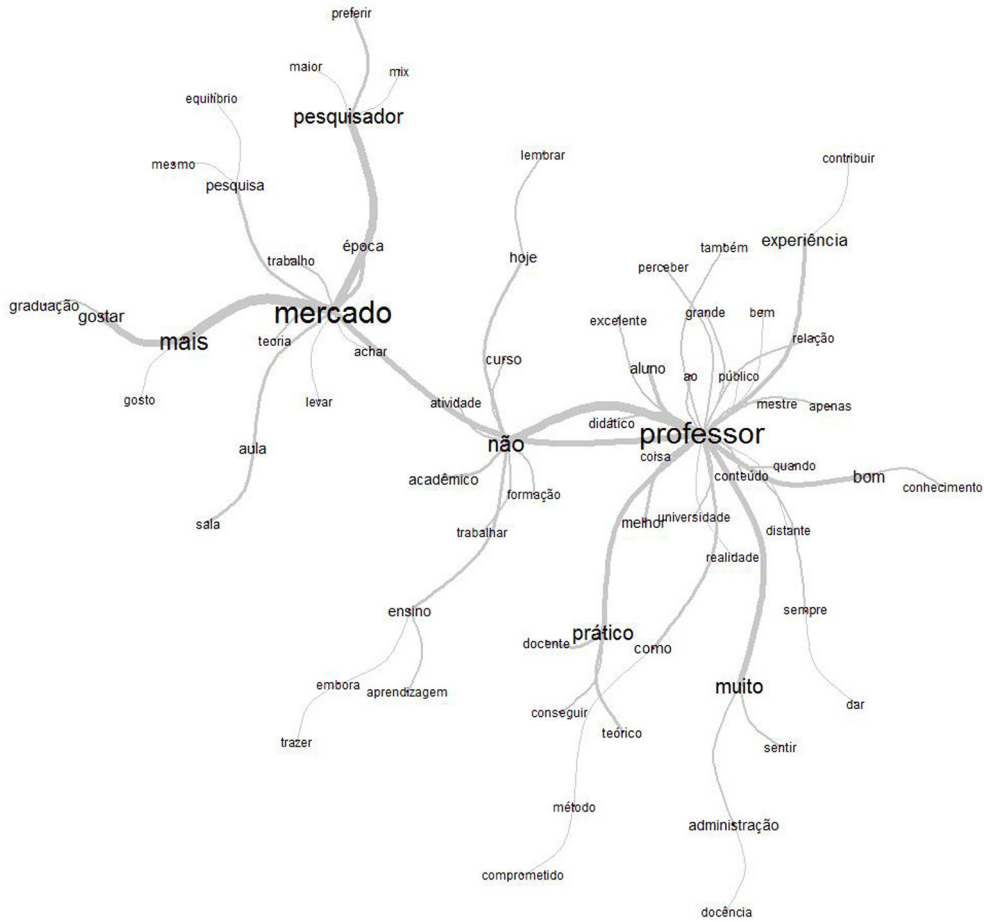 preferir
maior
mix
equilíbrio
pesquisador
lembrar
contribuir
mesmo
pesquisa
época
também
experiência
trabalho
hoje
perceber
graduação
gostar
mercado
grande
bem
excelente
mais
teoria
achar
relação
curso
aluno
ao
público
gosto
levar
atividade
mestre
apenas
didático
não
professor
aula
coisa
acadêmico
conteúdo
quando
bom
conhecimento
formação
sala
melhor
universidade
trabalhar
distante
realidade
ensino
sempre
prático
docente
como
embora
aprendizagem
muito
dar
conseguir
teórico
trazer
sentir
método
administração
comprometido
docência